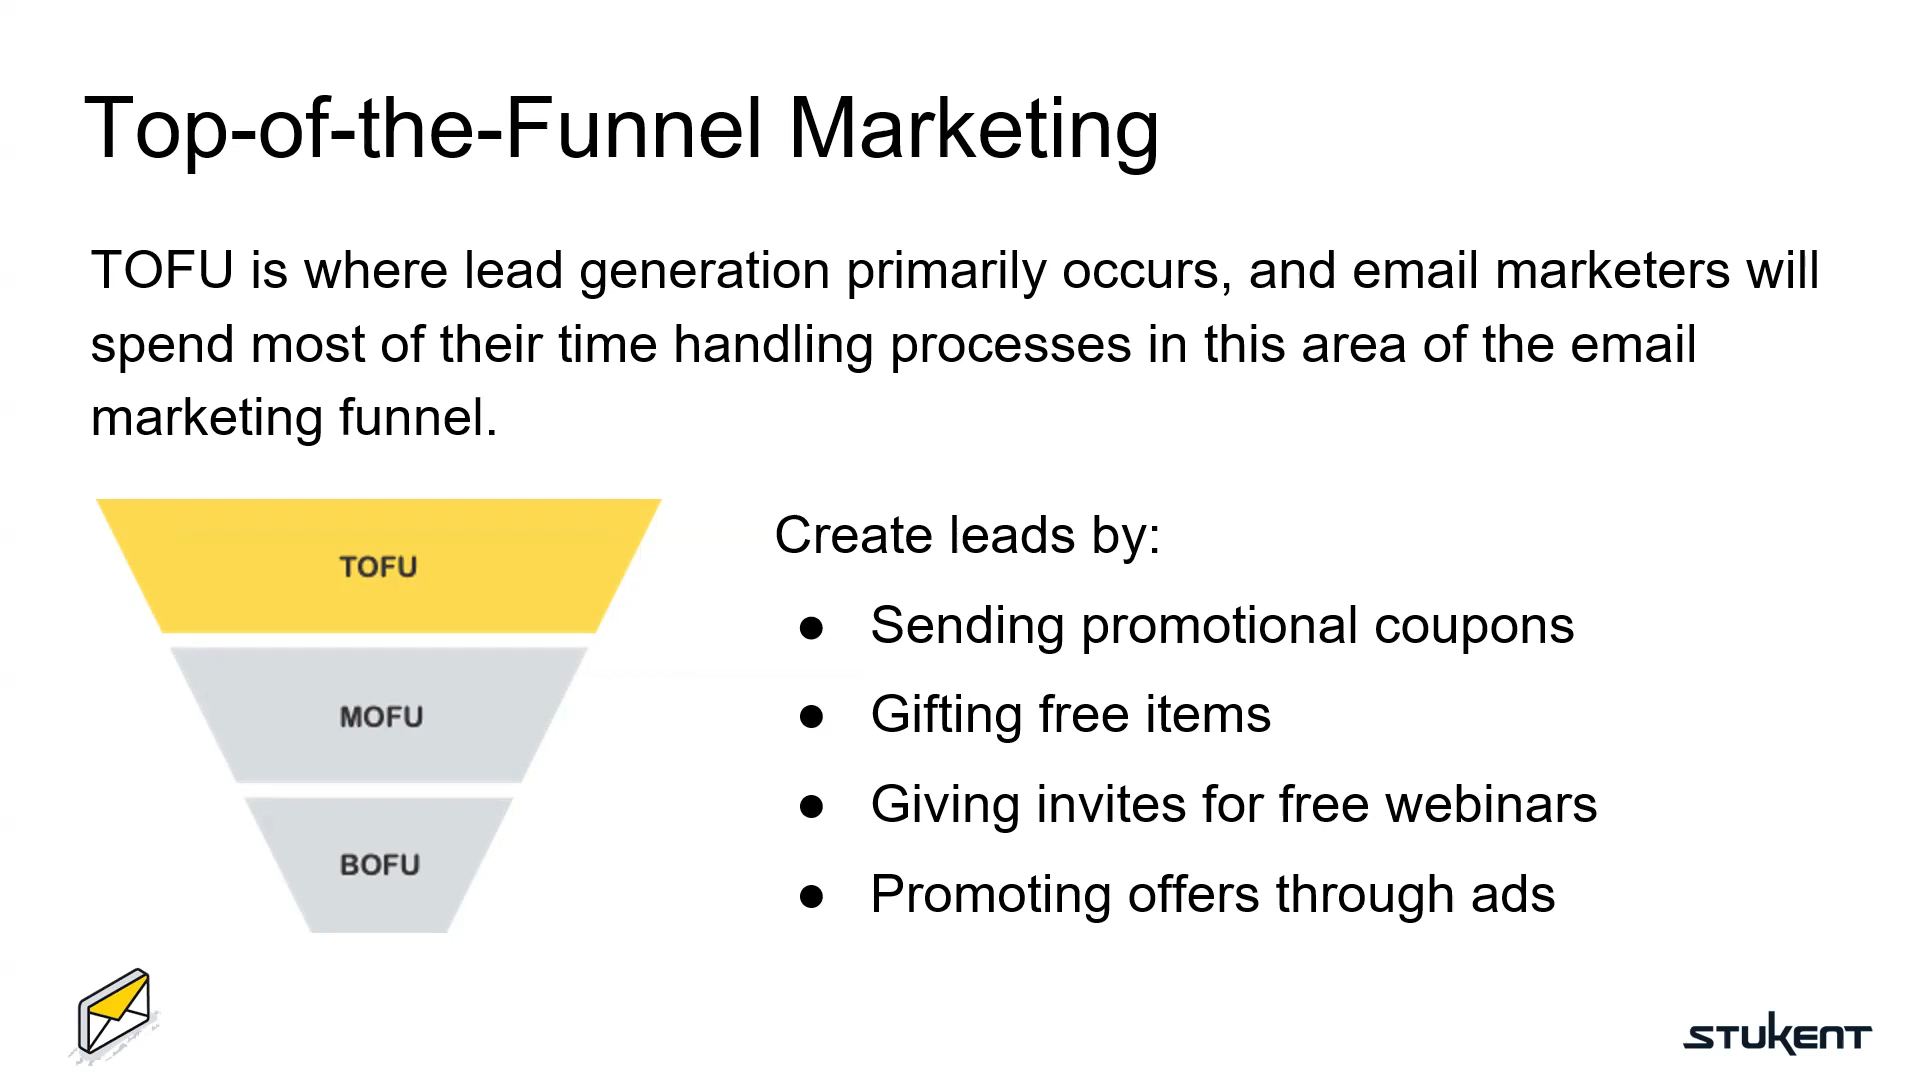 Top-of-the-Funnel Marketing
TOFU is where lead generation primarily occurs, and email marketers will
spend most of their time handling processes in this area of the email
marketing funnel.
TOFU
MOFU
BOFU
Create leads by:
● Sending promotional coupons
● Gifting free items
● Giving invites for free webinars
● Promoting offers through ads
STUKENT